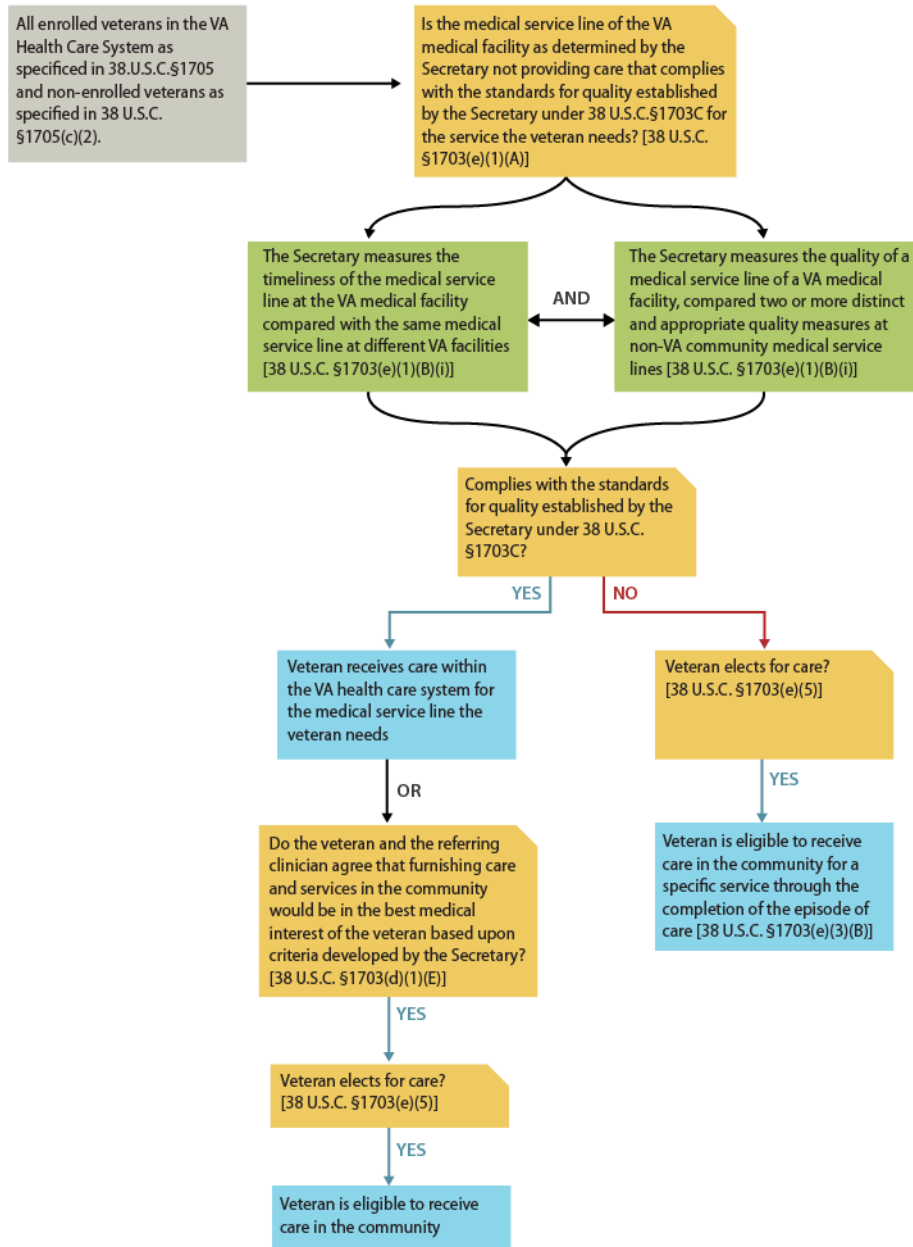 All enrolled veterans in the VA
Health Care System as
specificed in 38.U.S.C.§1705
and non-enrolled veterans as
specified in 38 U.S.C.
§1705(c)(2).
Is the medical service line of the VA
medical facility as determined by the
Secretary not providing care that complies
with the standards for quality established
by the Secretary under 38 U.S.C.§1703C for
the service the veteran needs? [38 U.S.C.
§1703(e)(1)(A)]
The Secretary measures the
timeliness of the medical service
line at the VA medical facility
compared with the same medical
service line at different VA facilities
[38 U.S.C. §1703(e)(1)(B)(i)]
AND
The Secretary measures the quality of a
medical service line of a VA medical
facility, compared two or more distinct
and appropriate quality measures at
non-VA community medical service
lines [38 U.S.C. §1703(e)(1)(B)(i)]
Complies with the standards
for quality established by the
Secretary under 38 U.S.C.
§1703C?
YES
NO
Veteran receives care within
the VA health care system for
the medical service line the
veteran needs
Veteran elects for care?
[38 U.S.C. §1703(e)(5)]
OR
YES
Do the veteran and the referring
clinician agree that furnishing care
and services in the community
would be in the best medical
interest of the veteran based upon
criteria developed by the Secretary?
[38 U.S.C. §1703(d)(1)(E)]
Veteran is eligible to receive
care in the community for a
specific service through the
completion of the episode of
care [38 U.S.C. §1703(e)(3)(B)]
YES
Veteran elects for care?
[38 U.S.C. §1703(e)(5)]
YES
Veteran is eligible to receive
care in the community